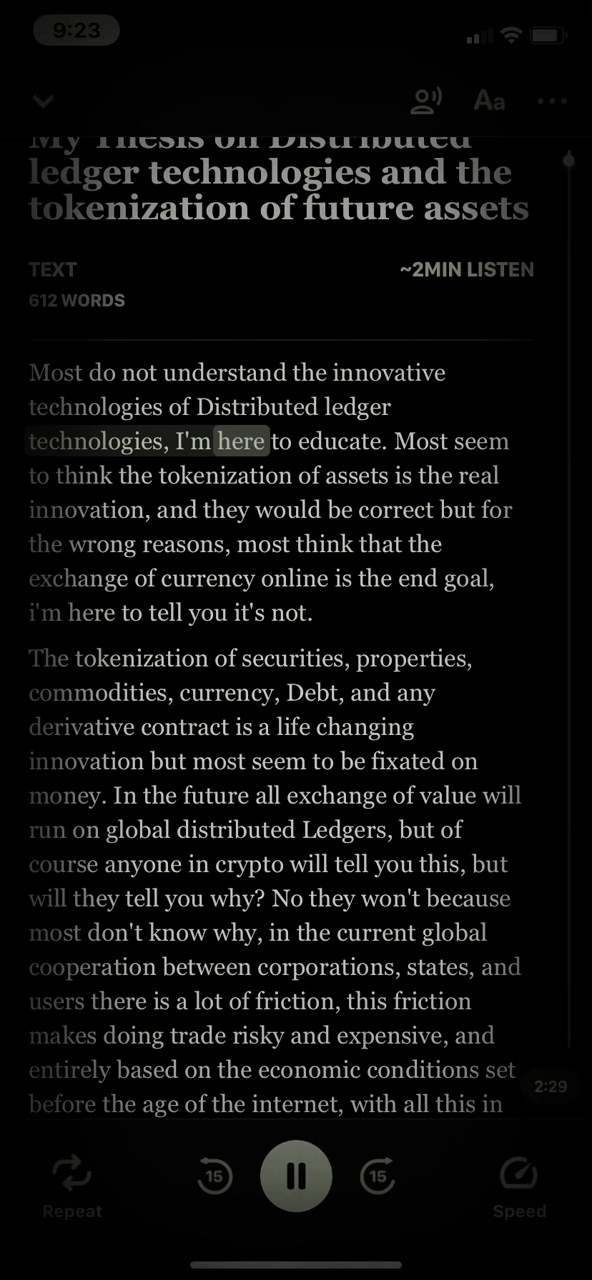 9:23
Aa
My Thesis on Distributed
ledger technologies and the
tokenization of future assets
TEXT
~2MIN LISTEN
612 WORDS
Most do not understand the innovative
technologies of Distributed ledger
technologies, I'm here to educate. Most seem
to think the tokenization of assets is the real
innovation, and they would be correct but for
the wrong reasons, most think that the
exchange of currency online is the end goal,
i'm here to tell you it's not.
The tokenization of securities, properties,
commodities, currency, Debt, and any
derivative contract is a life changing
innovation but most seem to be fixated on
money. In the future all exchange of value will
run on global distributed Ledgers, but of
course anyone in crypto will tell you this, but
will they tell you why? No they won't because
most don't know why, in the current global
cooperation between corporations, states, and
users there is a lot of friction, this friction
makes doing trade risky and expensive, and
entirely based on the economic conditions set
before the age of the internet, with all this in
2:29
15
15
Repeat
Speed